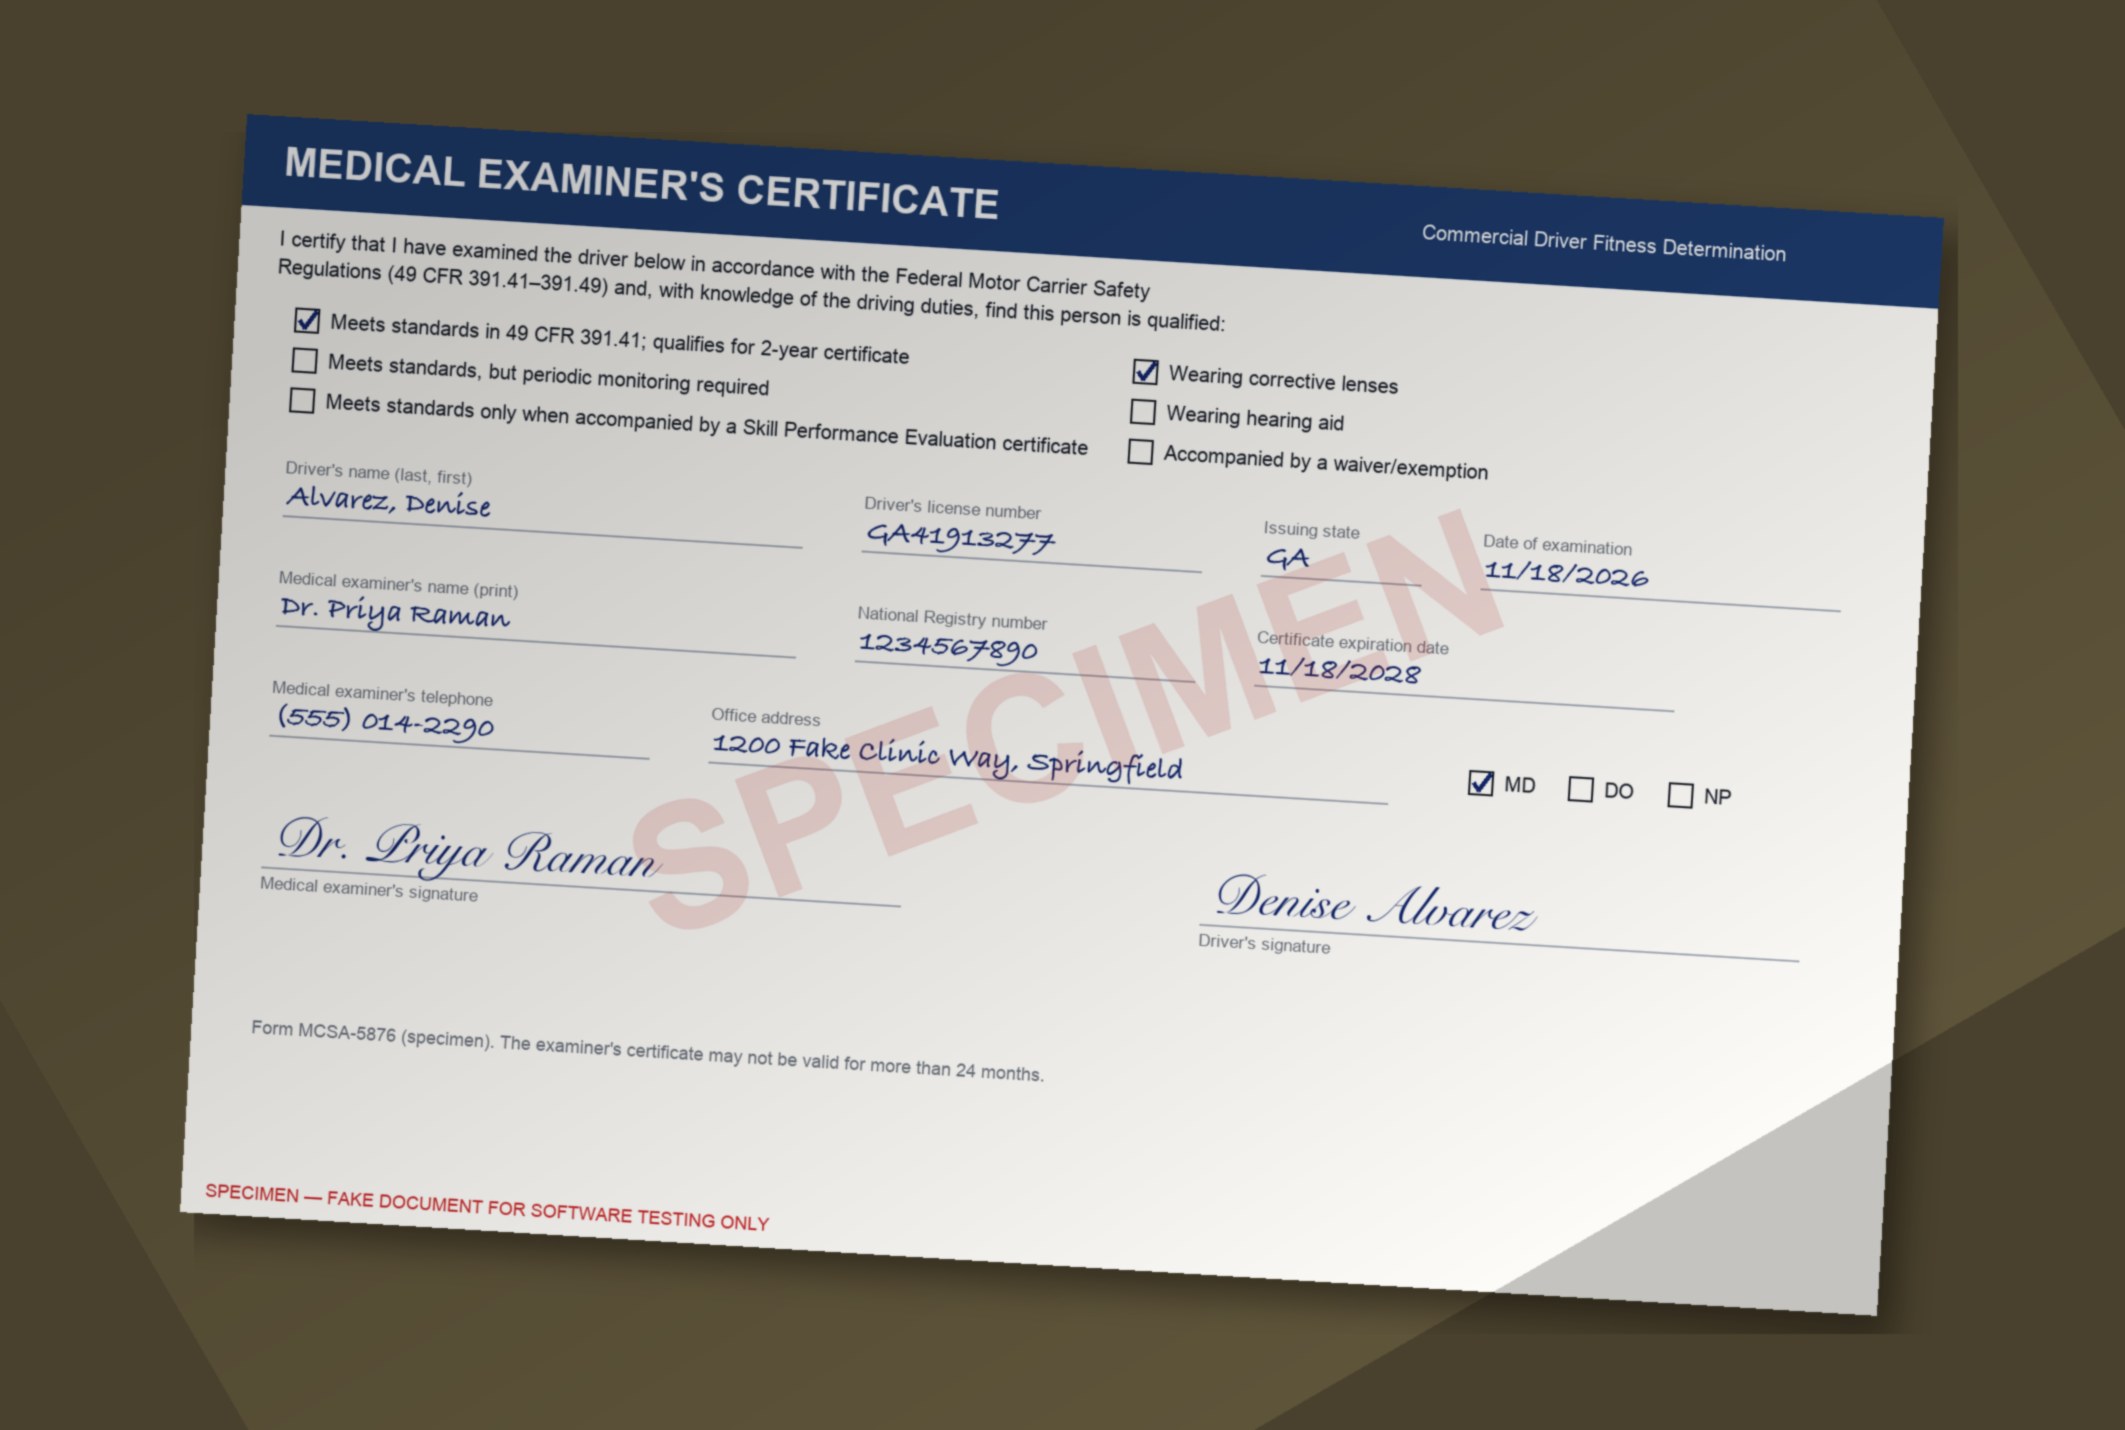 MEDICAL EXAMINER'S CERTIFICATE
Commercial Driver Fitness Determination
I certify that I have examined the driver below in accordance with the Federal Motor Carrier Safety
Regulations (49 CFR 391.41–391.49) and, with knowledge of the driving duties, find this person is qualified:
Meets standards in 49 CFR 391.41; qualifies for 2-year certificate
Meets standards, but periodic monitoring required
Meets standards only when accompanied by a Skill Performance Evaluation certificate
Wearing corrective lenses
Wearing hearing aid
Accompanied by a waiver/exemption
Driver's name (last, first)
Alvarez, Denise
Driver's license number
GA41913277
Issuing state
GA
Date of examination
11/18/2026
Medical examiner's name (print)
Dr. Priya Raman
National Registry number
1234567890
Certificate expiration date
11/18/2028
Medical examiner's telephone
(555) 014-2290
Office address
1200 Fake Clinic Way, Springfield
MD DO NP
Dr. Priya Raman
Medical examiner's signature
Denise Alvarez
Driver's signature
SPECIMEN
Form MCSA-5876 (specimen). The examiner's certificate may not be valid for more than 24 months.
SPECIMEN — FAKE DOCUMENT FOR SOFTWARE TESTING ONLY